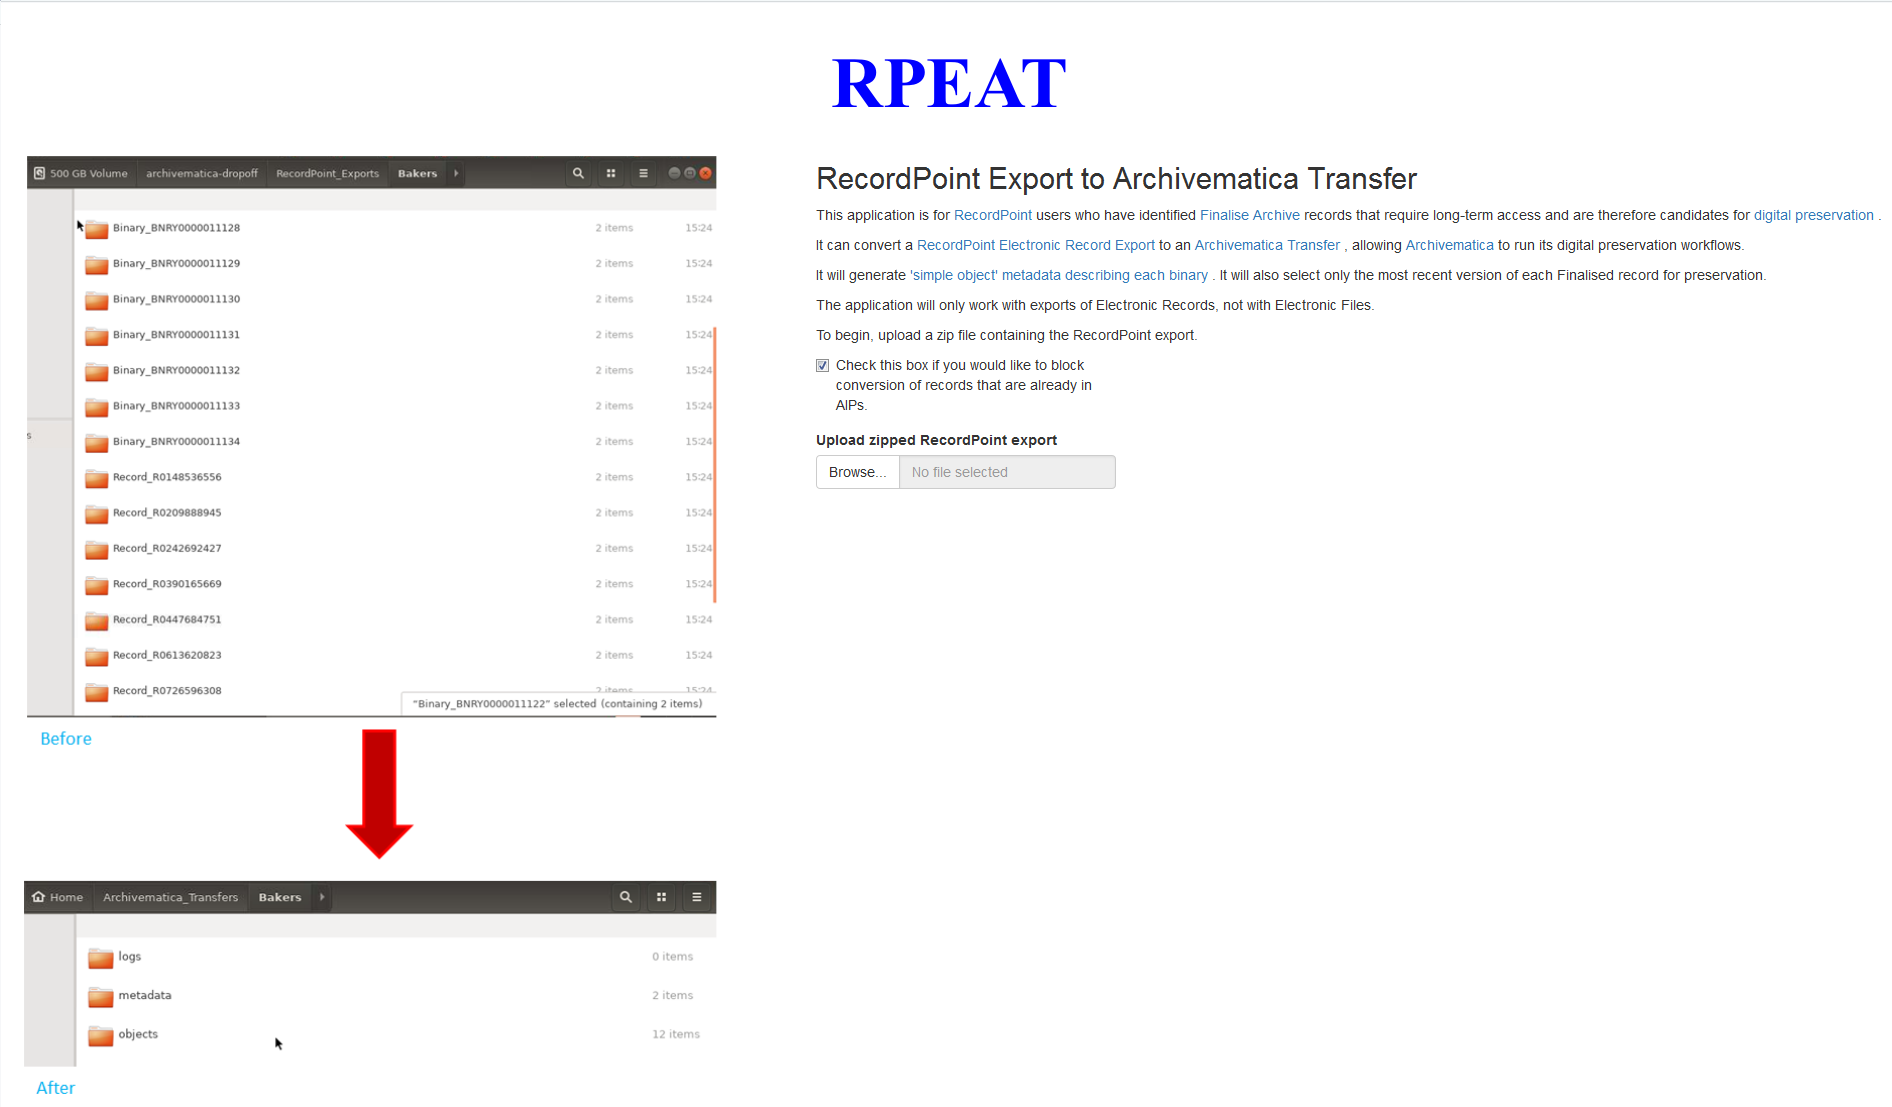 RPEAT
500 GB Volume archivematica-dropoff RecordPoint_Exports Bakers
Binary_BNRY0000011128 2 items 15:24
Binary_BNRY0000011129 2 items 15:24
Binary_BNRY0000011130 2 items 15:24
Binary_BNRY0000011131 2 items 15:24
Binary_BNRY0000011132 2 items 15:24
Binary_BNRY0000011133 2 items 15:24
s
Binary_BNRY0000011134 2 items 15:24
Record_R0148536556 2 items 15:24
Record_R0209888945 2 items 15:24
Record_R0242692427 2 items 15:24
Record_R0390165669 2 items 15:24
Record_R0447684751 2 items 15:24
Record_R0613620823 2 items 15:24
Record_R0726596308 2 items 15:24
"Binary_BNRY0000011122" selected (containing 2 items)
Before
Home Archivematica_Transfers Bakers
logs 0 items
metadata 2 items
objects 12 items
After
RecordPoint Export to Archivematica Transfer
This application is for RecordPoint users who have identified Finalise Archive records that require long-term access and are therefore candidates for digital preservation .
It can convert a RecordPoint Electronic Record Export to an Archivematica Transfer , allowing Archivematica to run its digital preservation workflows.
It will generate 'simple object' metadata describing each binary . It will also select only the most recent version of each Finalised record for preservation.
The application will only work with exports of Electronic Records, not with Electronic Files.
To begin, upload a zip file containing the RecordPoint export.
Check this box if you would like to block
conversion of records that are already in
AIPs.
Upload zipped RecordPoint export
Browse... No file selected